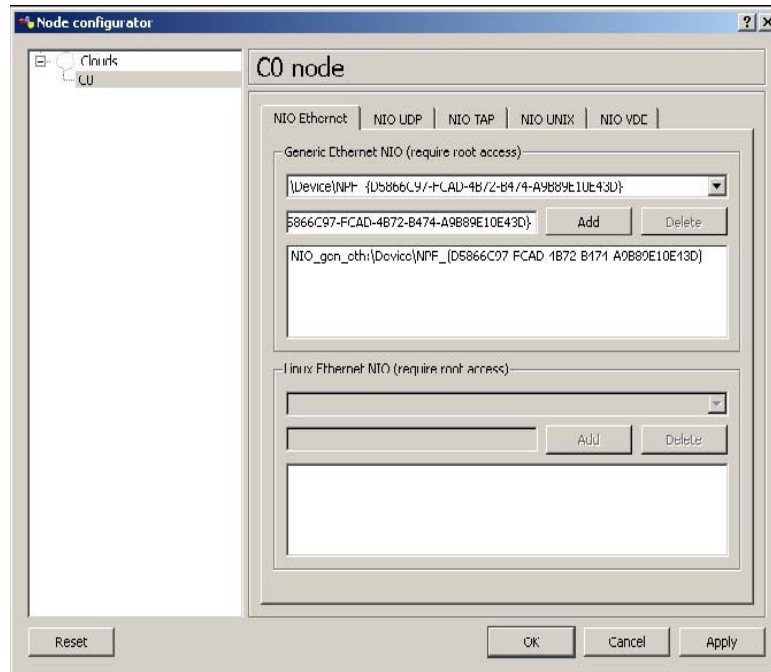 Node configurator
Clouds
C0
C0 node
NIO Ethernet
NIO UDP
NIO TAP
NIO UNIX
NIO VDE
Generic Ethernet NIO (require root access)
\Device\NPF_{D5866C97-FCAD-4B72-B474-A9B89E10E43D}
5866C97-FCAD-4B72-B474-A9B89E10E43D}
Add
Delete
NIO_gen_eth:\Device\NPF_{D5866C97-FCAD-4B72-B474-A9B89E10E43D}
Linux Ethernet NIO (require root access)
Add
Delete
Reset
OK
Cancel
Apply